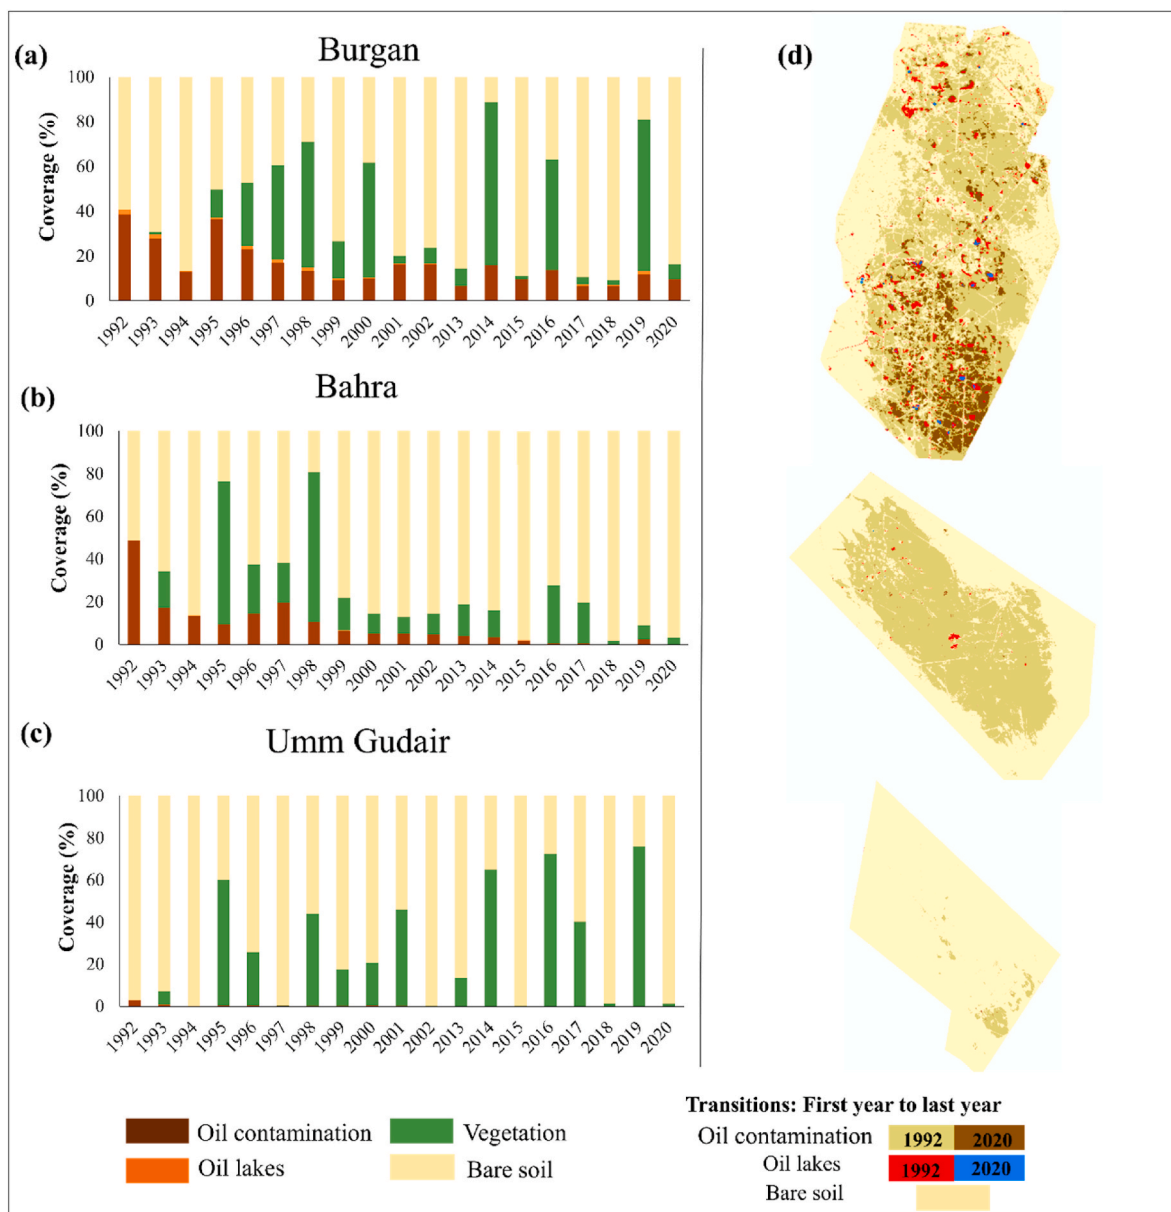 (a)
Burgan
Coverage (%)
100
80
60
40
20
0
1992 1993 1994 1995 1996 1997 1998 1999 2000 2001 2002 2013 2014 2015 2016 2017 2018 2019 2020
(b)
Bahra
Coverage (%)
100
80
60
40
20
0
1992 1993 1994 1995 1996 1997 1998 1999 2000 2001 2002 2013 2014 2015 2016 2017 2018 2019 2020
(c)
Umm Gudair
Coverage (%)
100
80
60
40
20
0
1992 1993 1994 1995 1996 1997 1998 1999 2000 2001 2002 2013 2014 2015 2016 2017 2018 2019 2020
Oil contamination
Vegetation
Oil lakes
Bare soil
(d)
Transitions: First year to last year
Oil contamination 1992 2020
Oil lakes 1992 2020
Bare soil